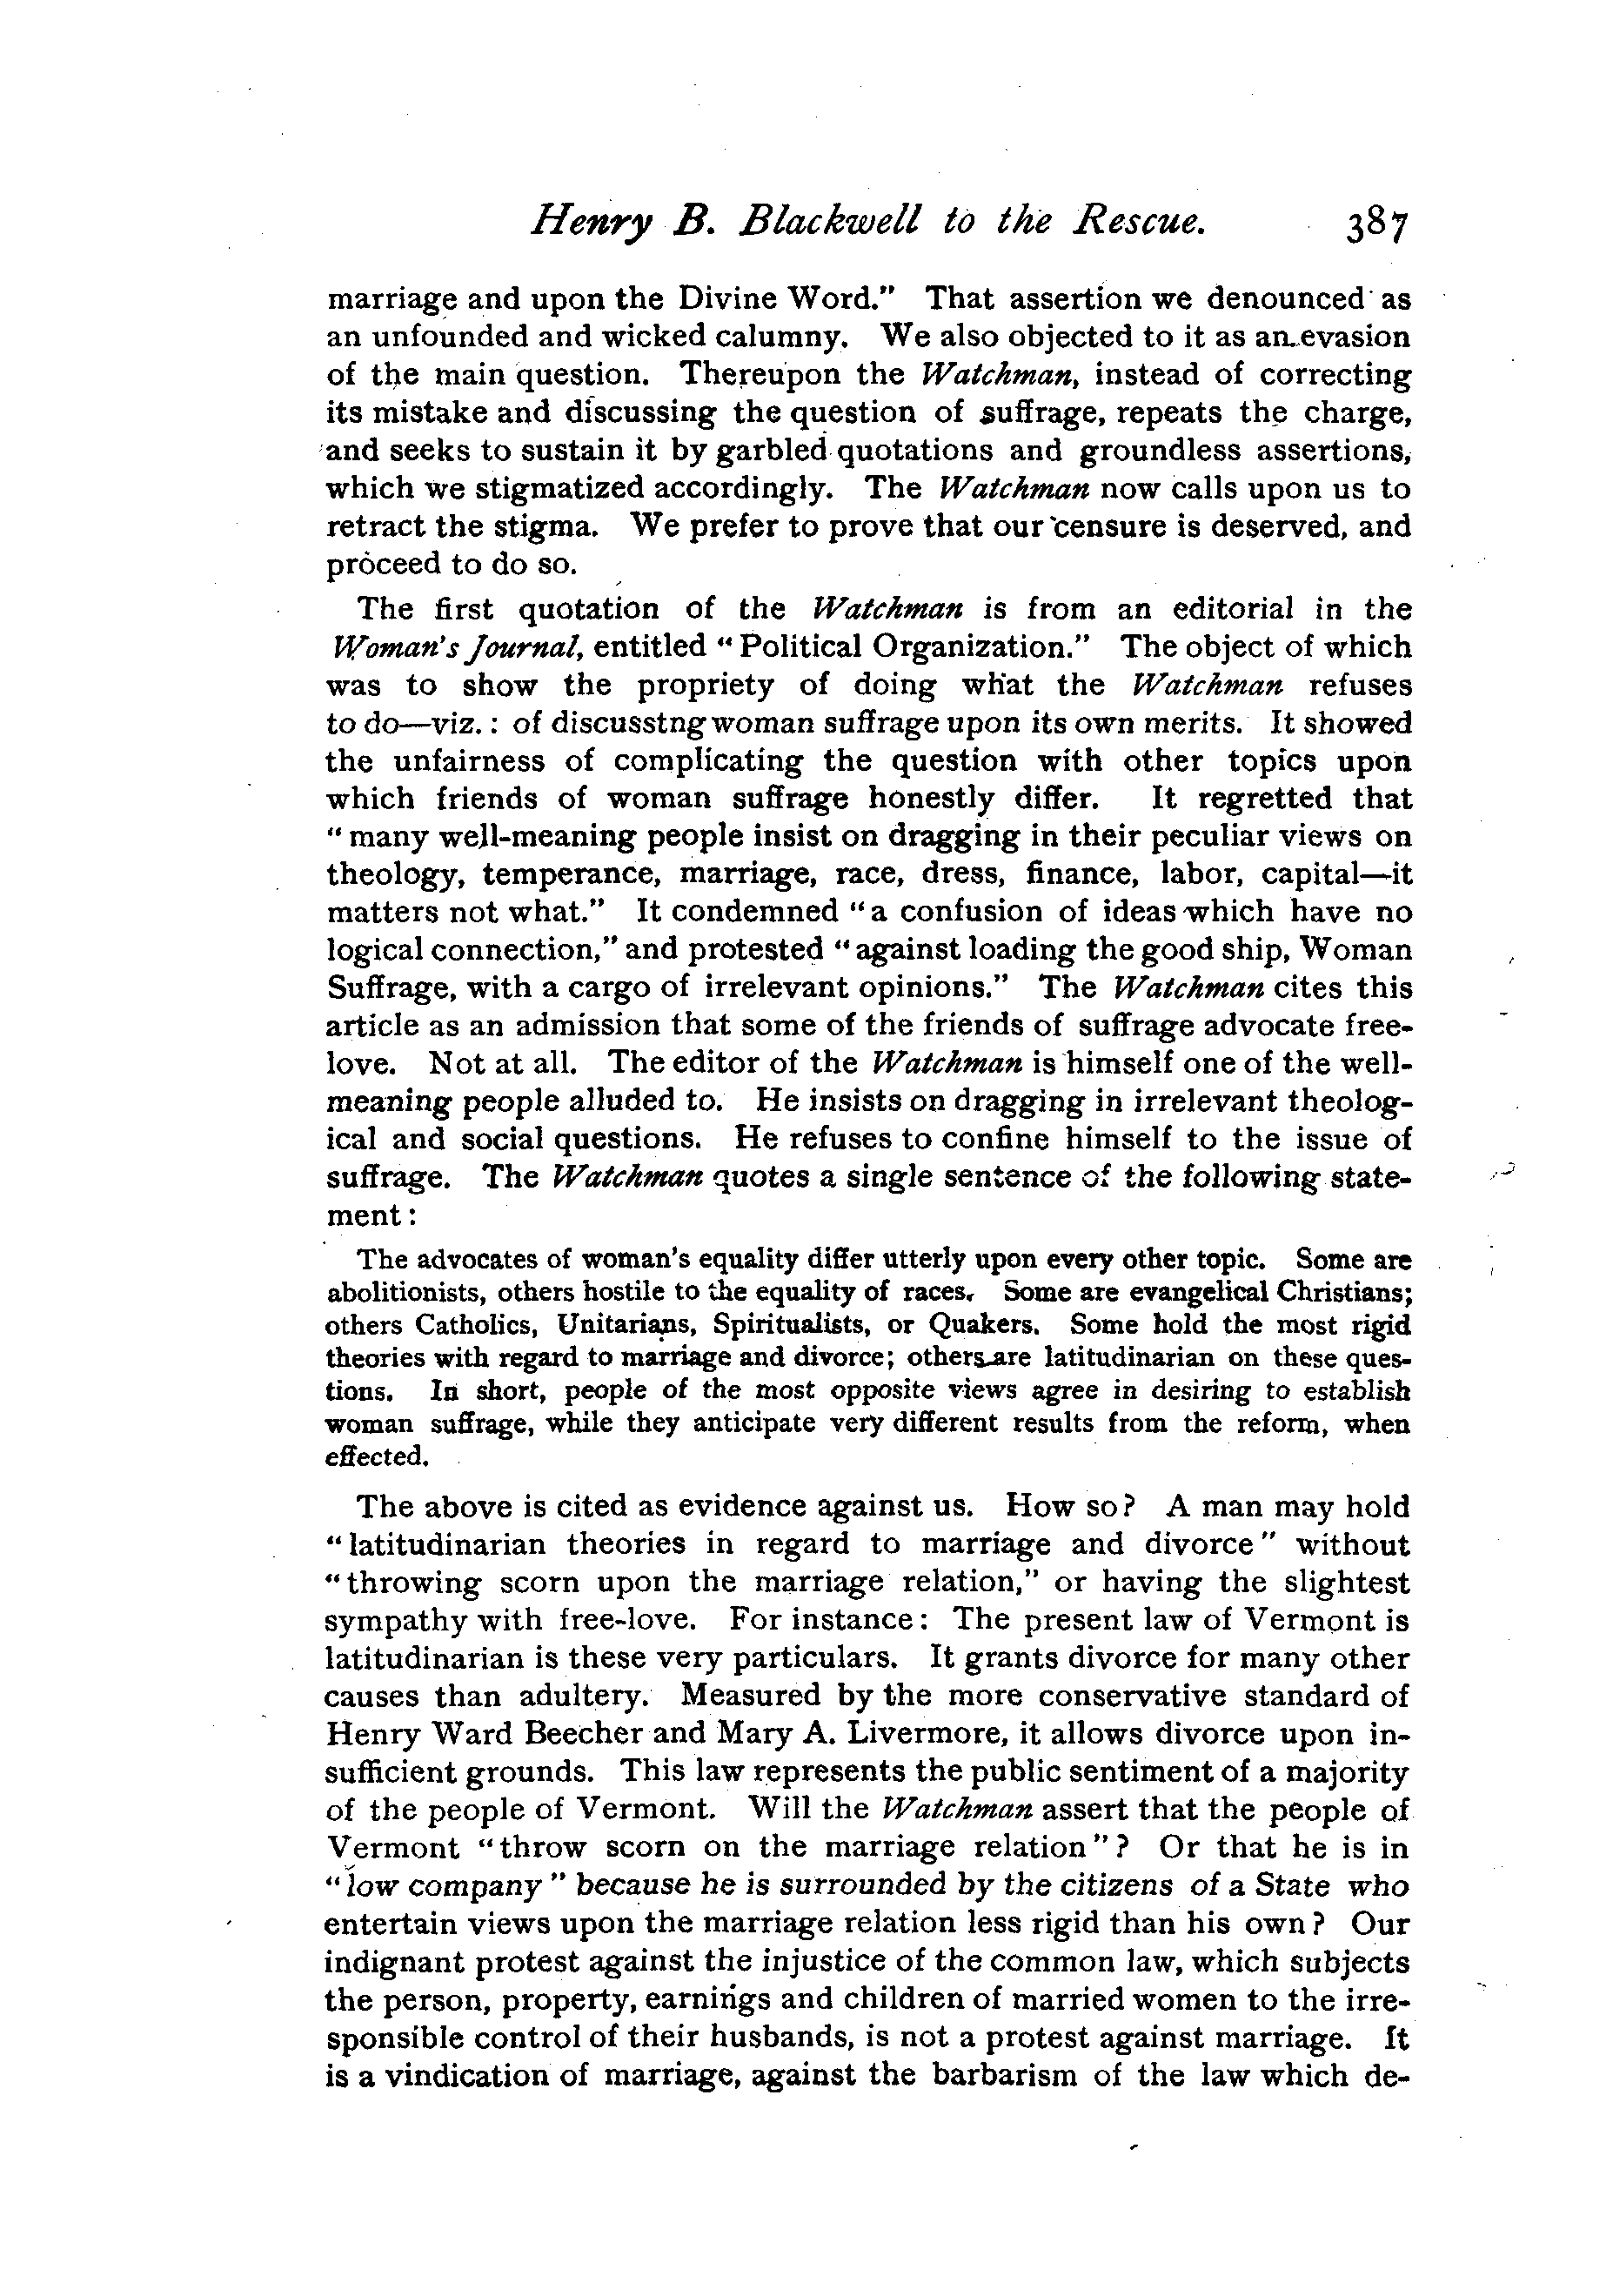 Henry B. Blackwell to the Rescue. 387
marriage and upon the Divine Word." That assertion we denounced as
an unfounded and wicked calumny. We also objected to it as an evasion
of the main question. Thereupon the Watchman, instead of correcting
its mistake and discussing the question of suffrage, repeats the charge,
and seeks to sustain it by garbled quotations and groundless assertions,
which we stigmatized accordingly. The Watchman now calls upon us to
retract the stigma. We prefer to prove that our censure is deserved, and
proceed to do so.
The first quotation of the Watchman is from an editorial in the
Woman's Journal, entitled "Political Organization." The object of which
was to show the propriety of doing what the Watchman refuses
to do—viz.: of discusstng woman suffrage upon its own merits. It showed
the unfairness of complicating the question with other topics upon
which friends of woman suffrage honestly differ. It regretted that
"many well-meaning people insist on dragging in their peculiar views on
theology, temperance, marriage, race, dress, finance, labor, capital—it
matters not what." It condemned "a confusion of ideas which have no
logical connection," and protested "against loading the good ship, Woman
Suffrage, with a cargo of irrelevant opinions." The Watchman cites this
article as an admission that some of the friends of suffrage advocate free-
love. Not at all. The editor of the Watchman is himself one of the well-
meaning people alluded to. He insists on dragging in irrelevant theolog-
ical and social questions. He refuses to confine himself to the issue of
suffrage. The Watchman quotes a single sentence of the following state-
ment:
The advocates of woman's equality differ utterly upon every other topic. Some are
abolitionists, others hostile to the equality of races. Some are evangelical Christians;
others Catholics, Unitarians, Spiritualists, or Quakers. Some hold the most rigid
theories with regard to marriage and divorce; others are latitudinarian on these ques-
tions. In short, people of the most opposite views agree in desiring to establish
woman suffrage, while they anticipate very different results from the reform, when
effected.
The above is cited as evidence against us. How so? A man may hold
"latitudinarian theories in regard to marriage and divorce" without
"throwing scorn upon the marriage relation," or having the slightest
sympathy with free-love. For instance: The present law of Vermont is
latitudinarian is these very particulars. It grants divorce for many other
causes than adultery. Measured by the more conservative standard of
Henry Ward Beecher and Mary A. Livermore, it allows divorce upon in-
sufficient grounds. This law represents the public sentiment of a majority
of the people of Vermont. Will the Watchman assert that the people of
Vermont "throw scorn on the marriage relation"? Or that he is in
"low company" because he is surrounded by the citizens of a State who
entertain views upon the marriage relation less rigid than his own? Our
indignant protest against the injustice of the common law, which subjects
the person, property, earnings and children of married women to the irre-
sponsible control of their husbands, is not a protest against marriage. It
is a vindication of marriage, against the barbarism of the law which de-